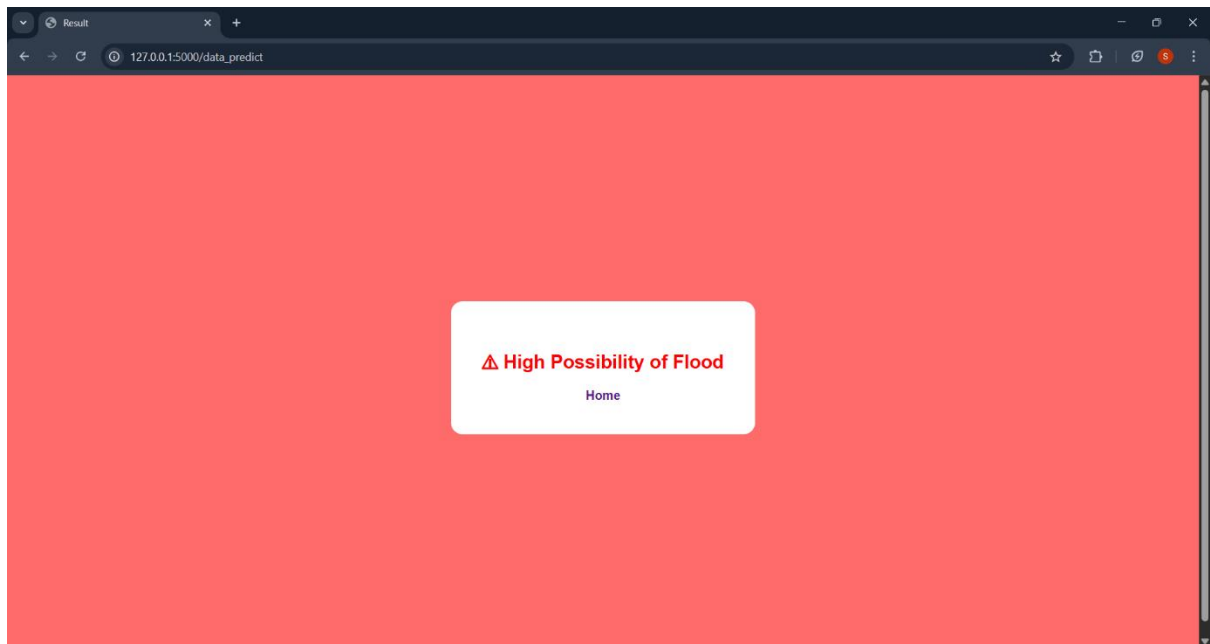 Result
127.0.0.1:5000/data_predict
S
⚠ High Possibility of Flood
Home